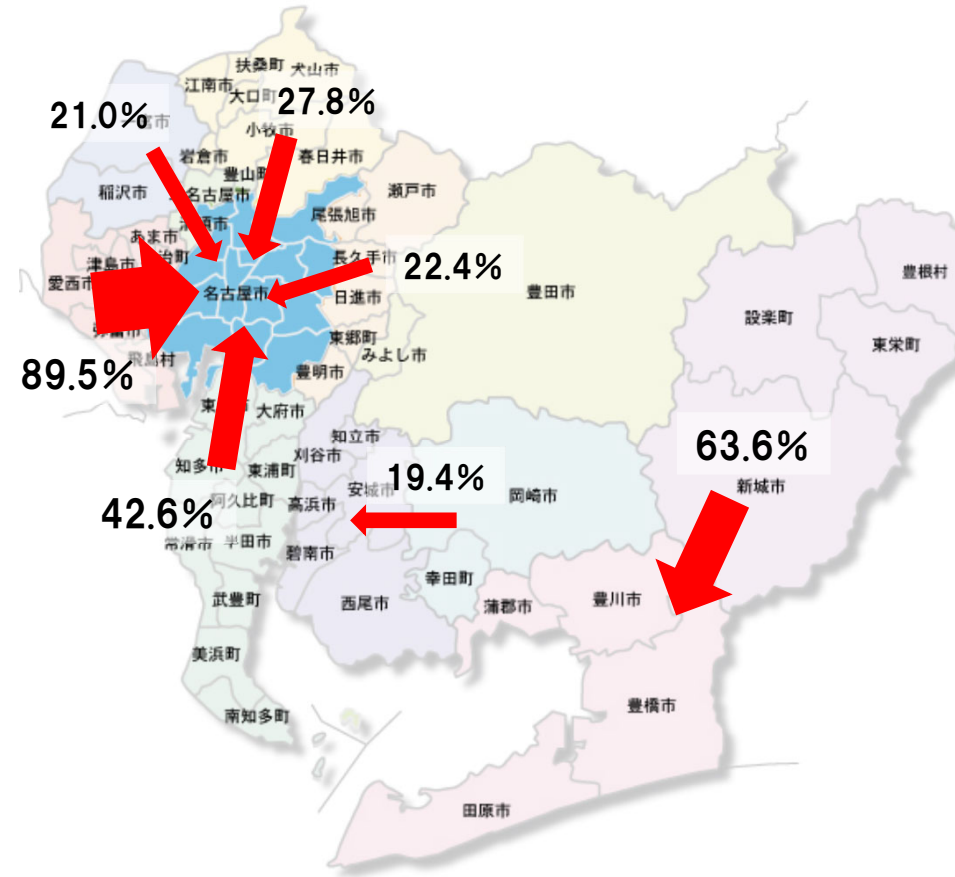 扶桑町
犬山市
江南市
大口町
27.8%
21.0%
宮市
小牧市
岩倉市
春日井市
豊山町
稲沢市
名古屋市
瀬戸市
尾張旭市
あま市
治町
長久手市
津島市
愛西市
22.4%
名古屋市
日進市
豊田市
豊根村
設楽町
東郷町
東栄町
みよし市
飛島村
豊明市
89.5%
大府市
知立市
刈谷市
知多市
東浦町
63.6%
安城市
19.4%
新城市
岡崎市
阿久比町
高浜市
42.6%
常滑市
半田市
碧南市
幸田町
武豊町
西尾市
蒲郡市
豊川市
美浜町
南知多町
豊橋市
田原市